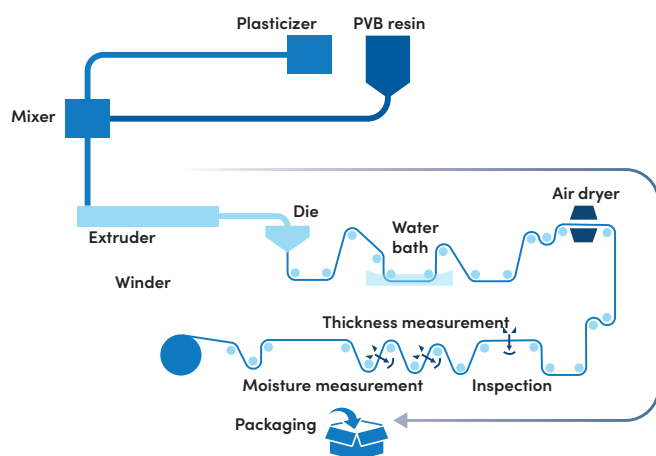 Plasticizer
PVB resin
Mixer
Air dryer
Die
Extruder
Water
bath
Winder
Thickness measurement
Moisture measurement
Inspection
Packaging